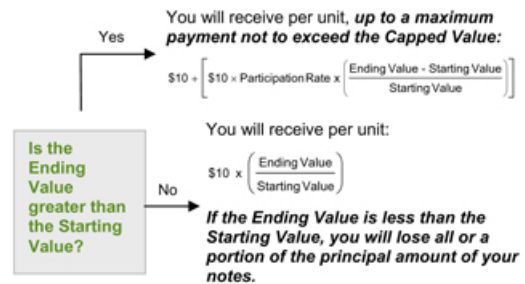 You will receive per unit, up to a maximum
payment not to exceed the Capped Value:
Yes
$10 + [$10 × Participation Rate x (Ending Value - Starting Value / Starting Value)]
You will receive per unit:
$10 x (Ending Value / Starting Value)
Is the
Ending
Value
greater than
the Starting
Value?
No
If the Ending Value is less than the
Starting Value, you will lose all or a
portion of the principal amount of your
notes.